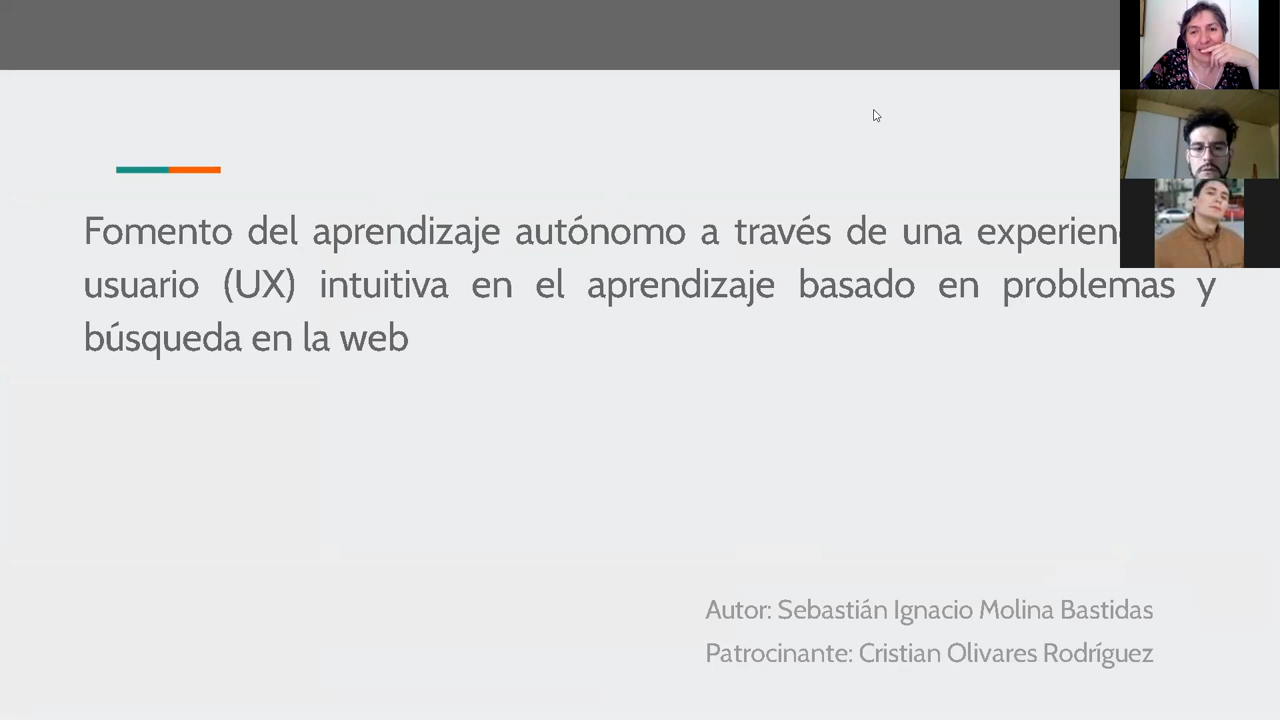 Fomento del aprendizaje autónomo a través de una
usuario (UX) intuitiva en el aprendizaje basado en problemas y
búsqueda en la web
Autor: Sebastián Ignacio Molina Bastidas
Patrocinante: Cristian Olivares Rodríguez